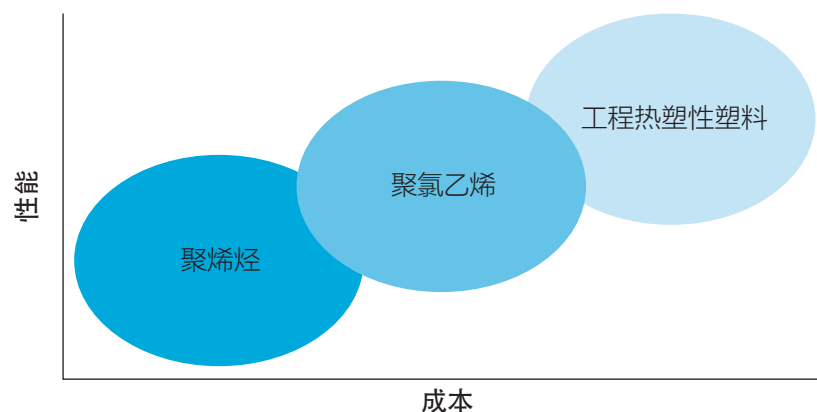 工程热塑性塑料
聚氯乙烯
聚烯烃
性能
成本